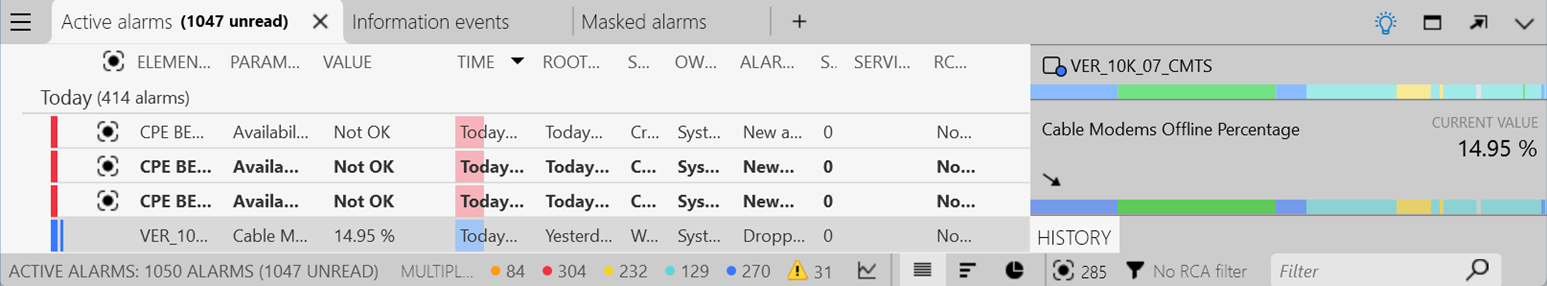 Active alarms (1047 unread) Information events Masked alarms
ELEMEN... PARAM... VALUE TIME ROOT... S... OW... ALAR... S.. SERVI... RC...
VER_10K_07_CMTS
Today (414 alarms)
CPE BE... Availabil... Not OK Today... Today... Cr... Syst... New a... 0 No...
CPE BE... Availa... Not OK Today... Today... C... Sys... New... 0 No...
CPE BE... Availa... Not OK Today... Today... C... Sys... New... 0 No...
VER_10... Cable M... 14.95 % Today... Yesterd... W... Syst... Dropp... 0 No...
Cable Modems Offline Percentage CURRENT VALUE
14.95 %
HISTORY
ACTIVE ALARMS: 1050 ALARMS (1047 UNREAD) MULTIPL... 84 304 232 129 270 31 285 No RCA filter Filter